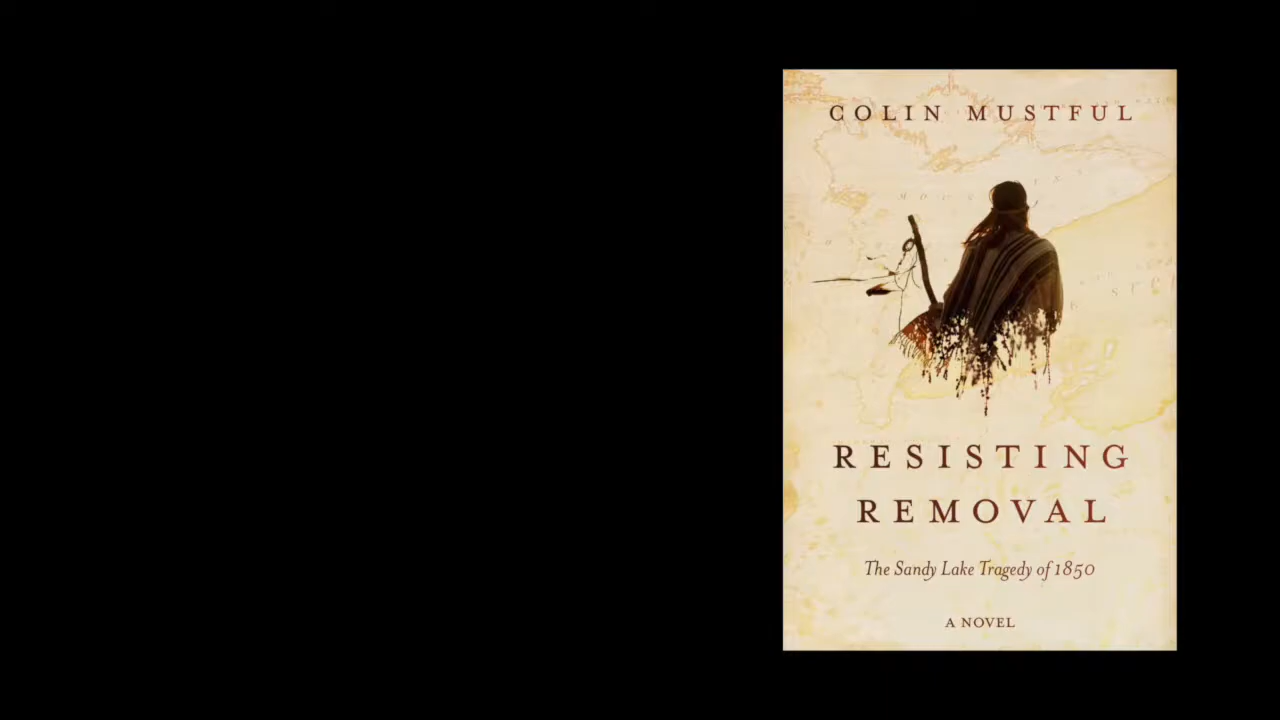 COLIN MUSTFUL
RESISTING
REMOVAL
The Sandy Lake Tragedy of 1850
A NOVEL